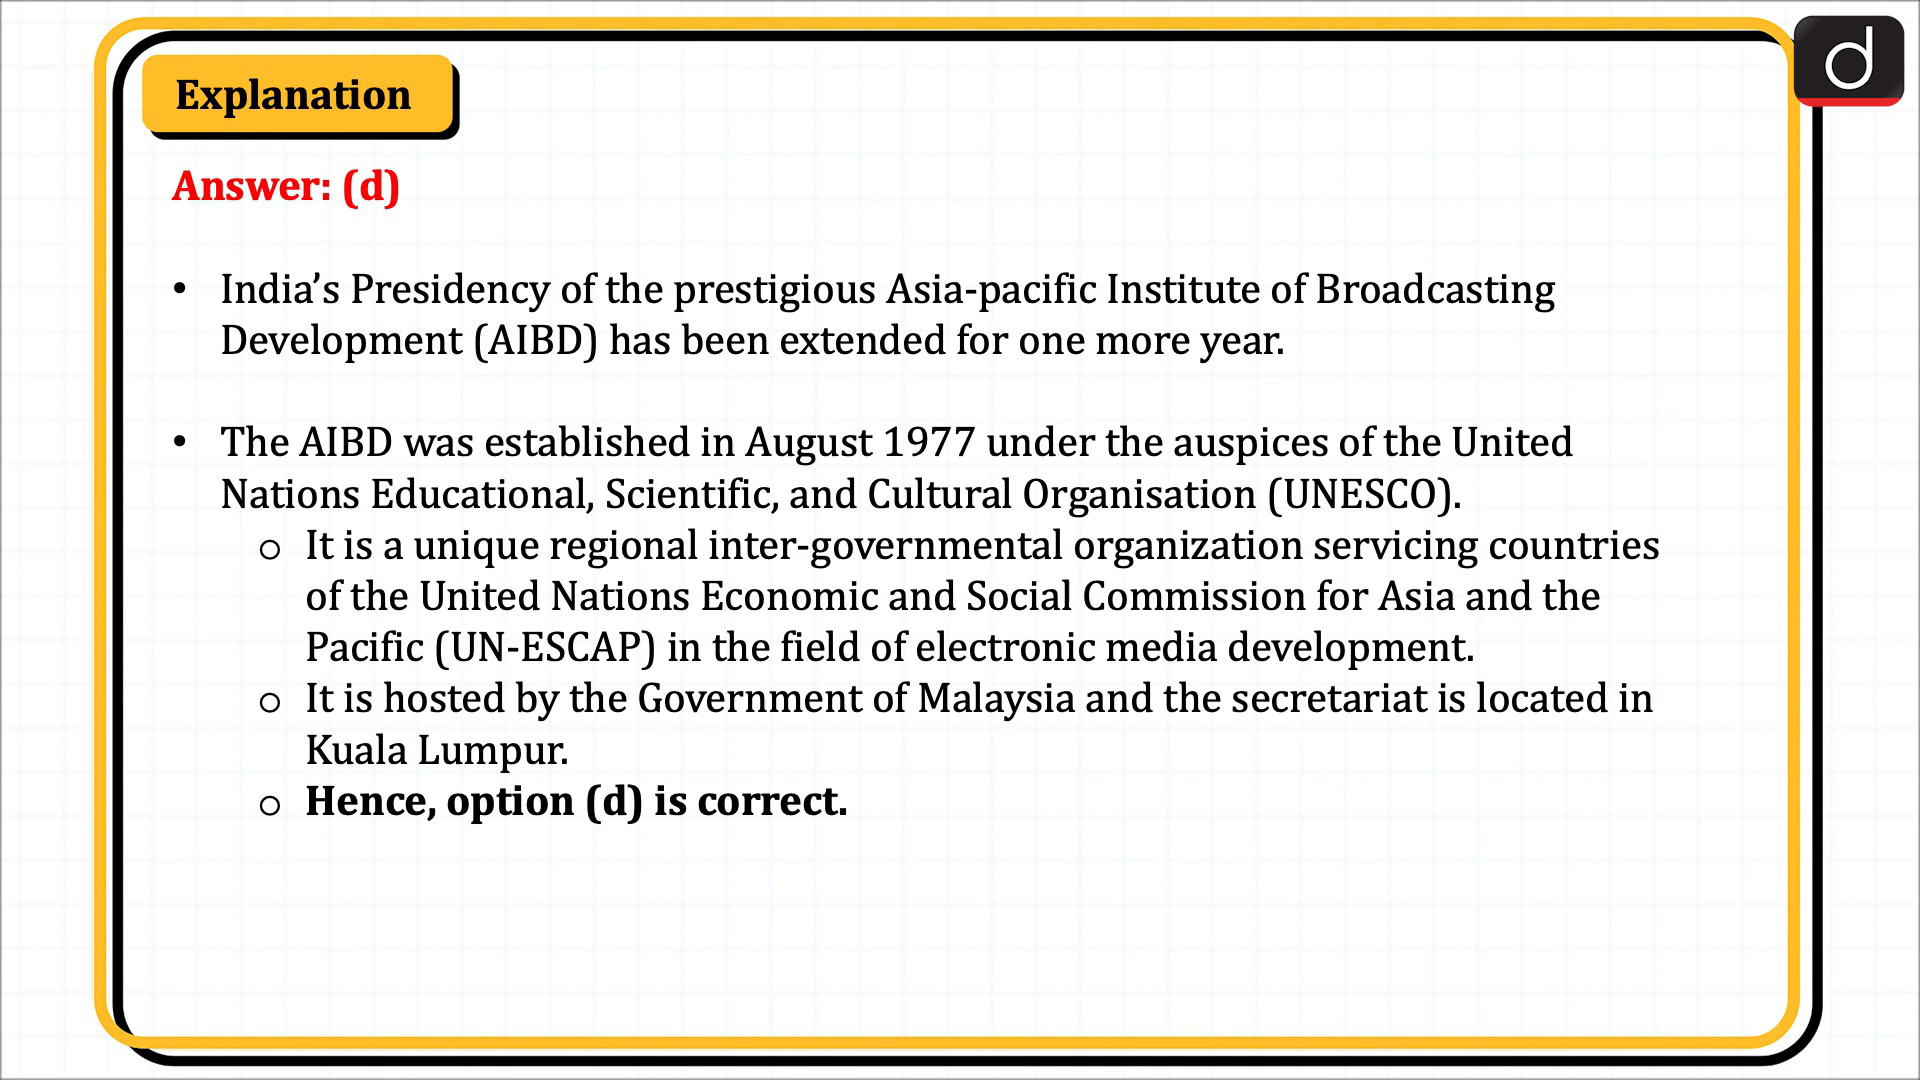 Explanation
d
Answer: (d)
• India’s Presidency of the prestigious Asia-pacific Institute of Broadcasting
Development (AIBD) has been extended for one more year.
• The AIBD was established in August 1977 under the auspices of the United
Nations Educational, Scientific, and Cultural Organisation (UNESCO).
o It is a unique regional inter-governmental organization servicing countries
of the United Nations Economic and Social Commission for Asia and the
Pacific (UN-ESCAP) in the field of electronic media development.
o It is hosted by the Government of Malaysia and the secretariat is located in
Kuala Lumpur.
o Hence, option (d) is correct.